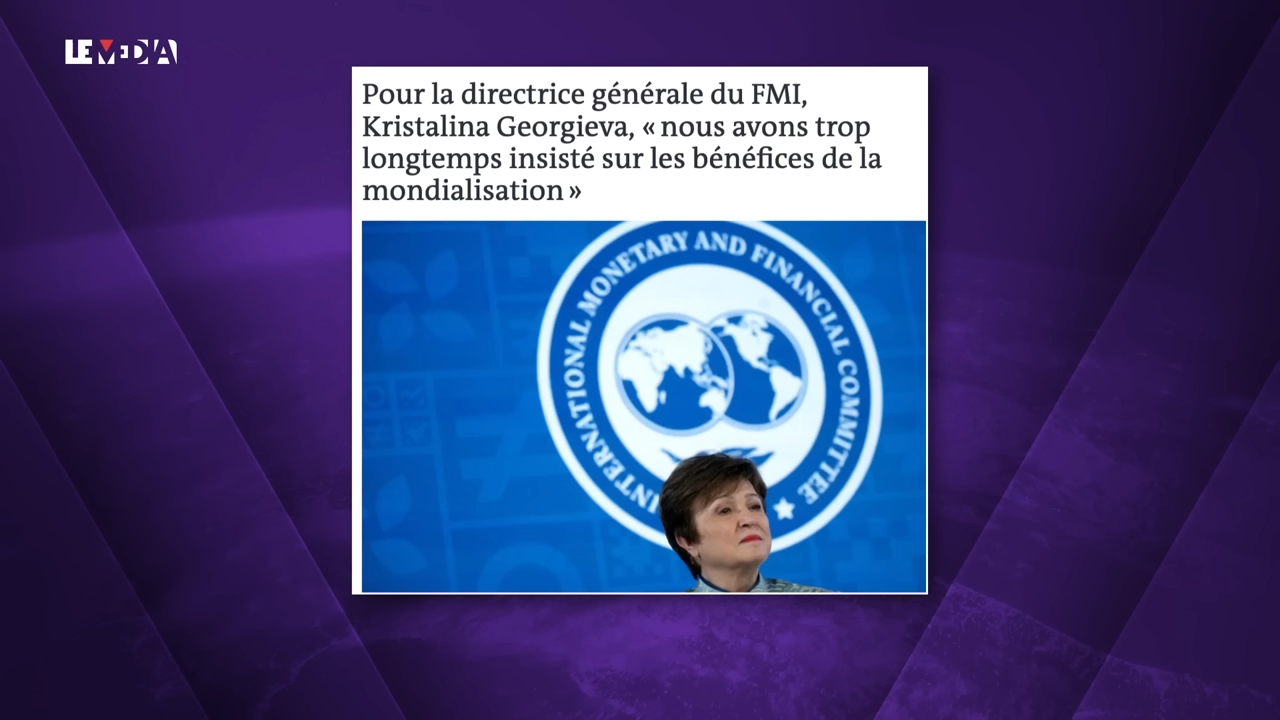 LE MEDIA
Pour la directrice générale du FMI,
Kristalina Georgieva, « nous avons trop
longtemps insisté sur les bénéfices de la
mondialisation »
INTERNATIONAL MONETARY AND FINANCIAL COMMITTEE